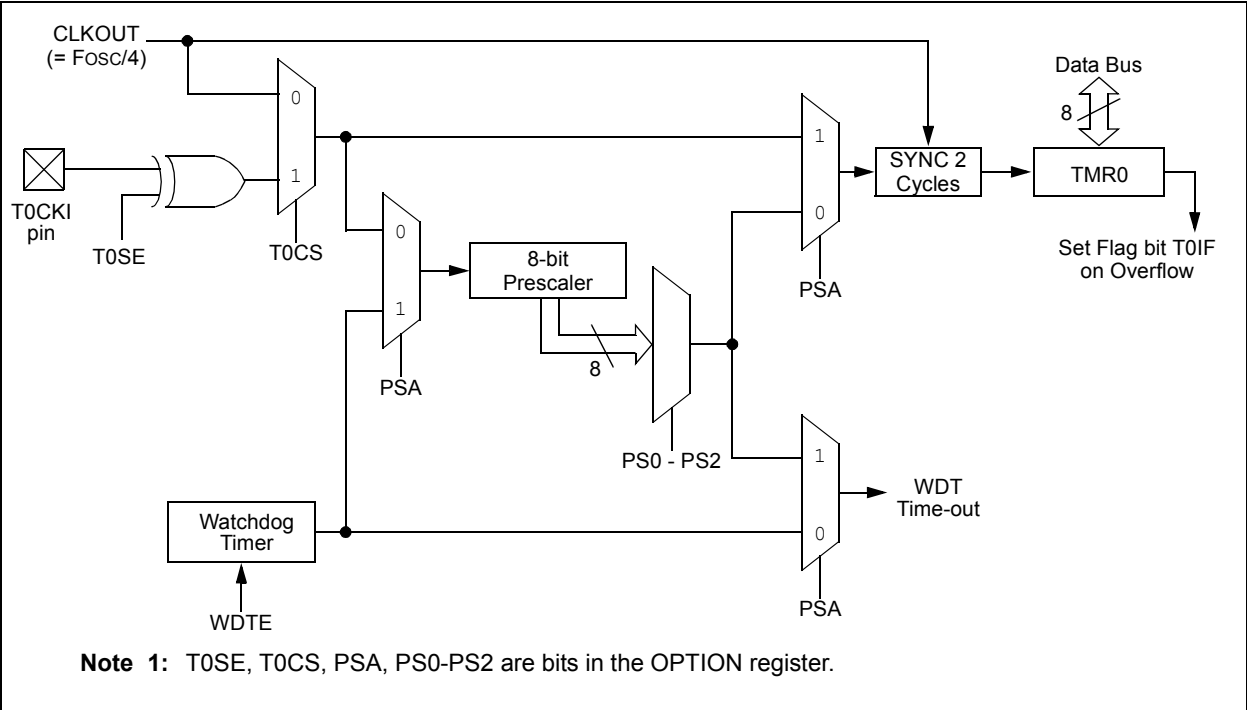 CLKOUT
(= FOSC/4)
T0CKI
pin
T0SE
0
1
T0CS
0
1
PSA
8-bit
Prescaler
8
PS0 - PS2
1
0
PSA
SYNC 2
Cycles
Data Bus
8
TMR0
Set Flag bit T0IF
on Overflow
Watchdog
Timer
WDTE
1
0
PSA
WDT
Time-out
Note 1: T0SE, T0CS, PSA, PS0-PS2 are bits in the OPTION register.